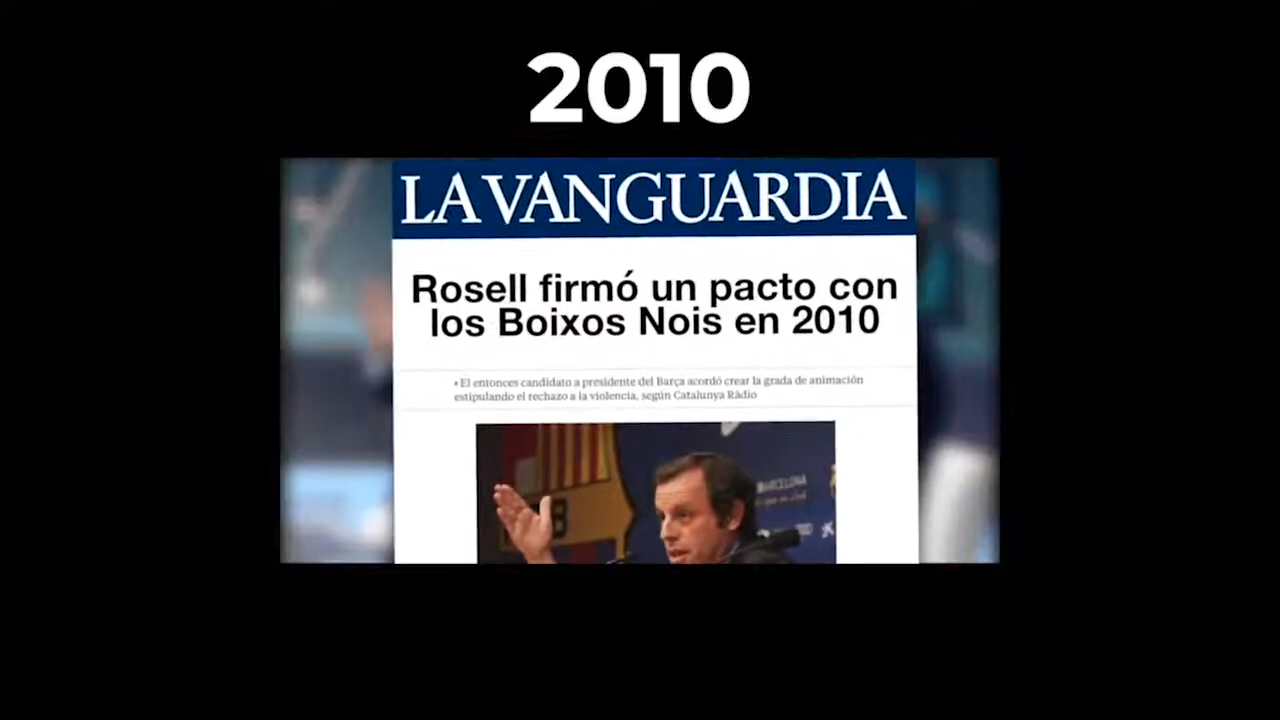 2010
LA VANGUARDIA
Rosell firmó un pacto con
los Boixos Nois en 2010
• El entonces candidato a presidente del Barça acordó crear la grada de animación
estipulando el rechazo a la violencia, según Catalunya Ràdio
BARCELONA
B